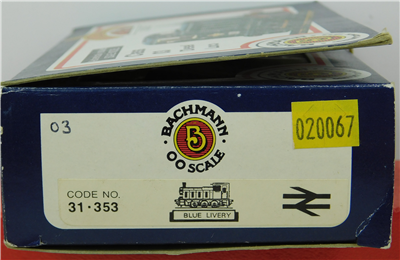 03
BACHMANN
B
OO SCALE
020067
CODE NO.
31·353
BLUE LIVERY